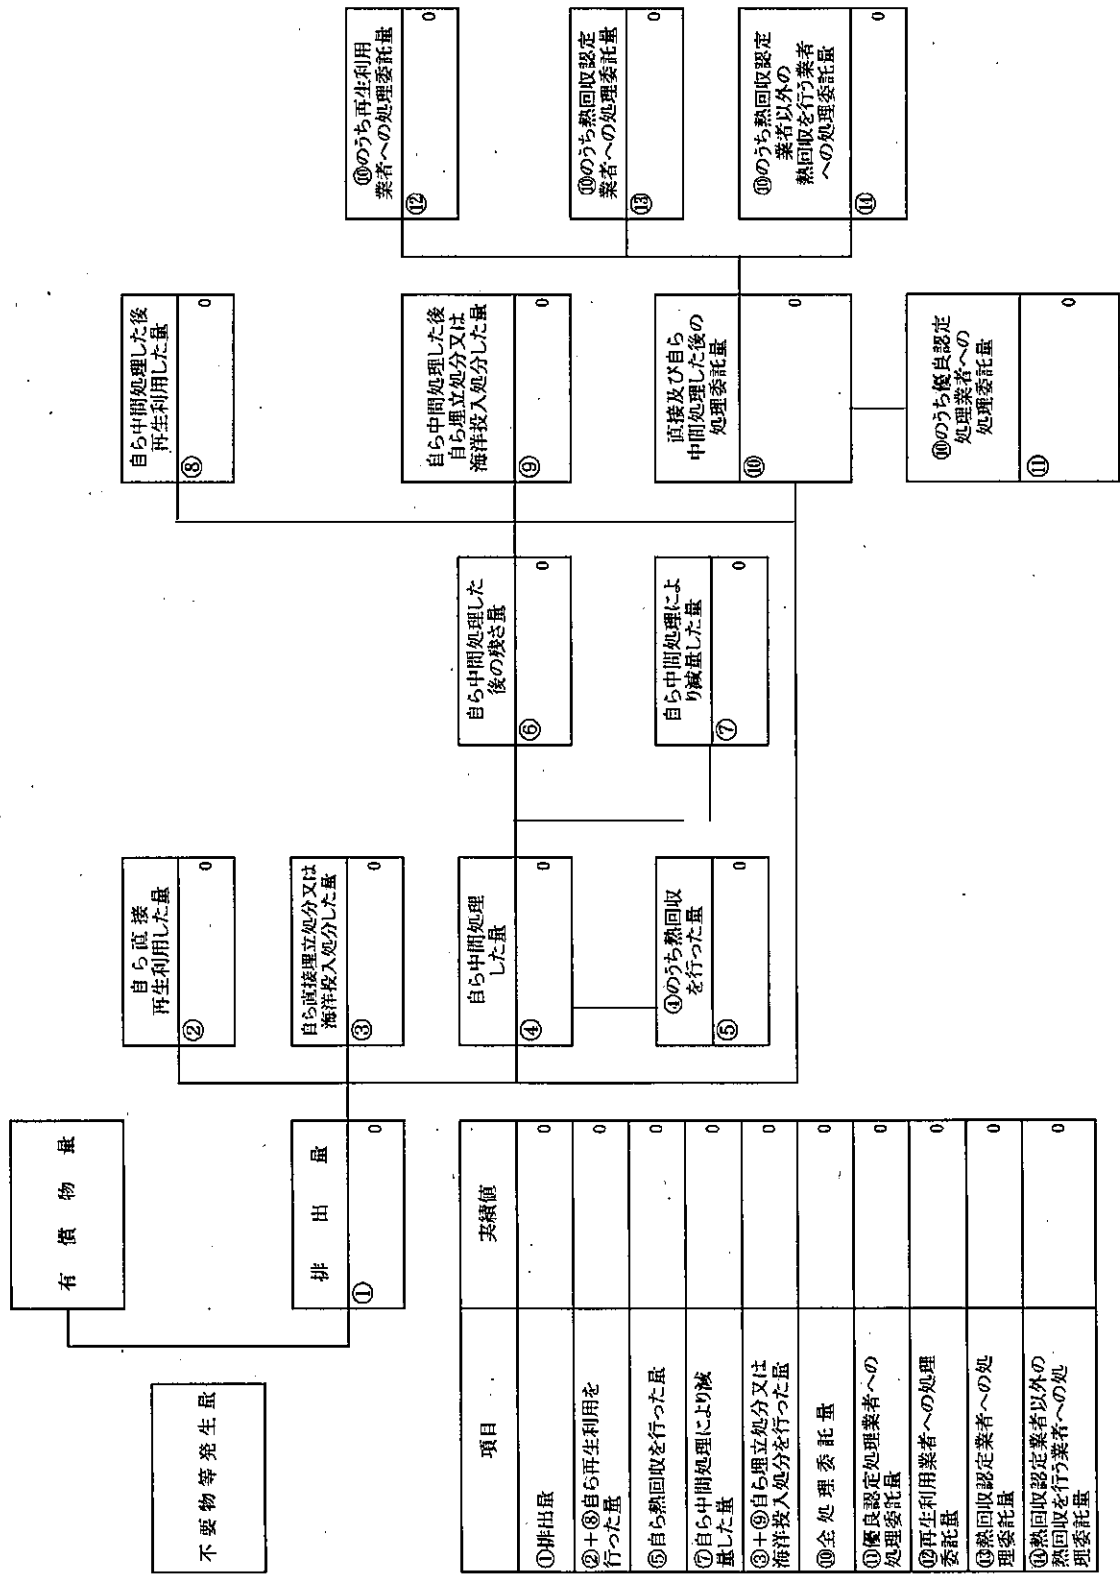 不要物等発生量
有償物量
排出量
①
0
自ら直接
再生利用した量
②
0
自ら直接埋立処分又は
海洋投入処分した量
③
0
自ら中間処理
した量
④
0
④のうち熱回収
を行った量
⑤
0
自ら中間処理した
後の残さ量
⑥
0
自ら中間処理によ
り減量した量
⑦
0
自ら中間処理した後
再生利用した量
⑧
0
自ら中間処理した後
自ら埋立処分又は
海洋投入処分した量
⑨
0
直接及び自ら
中間処理した後の
処理委託量
⑩
0
⑩のうち優良認定
処理業者への
処理委託量
⑪
0
⑩のうち再生利用
業者への処理委託量
⑫
0
⑩のうち熱回収認定
業者への処理委託量
⑬
0
⑩のうち熱回収認定
業者以外の
熱回収を行う業者
への処理委託量
⑭
0
項目 実績値
①排出量 0
②+⑧自ら再生利用を
行った量 0
⑤自ら熱回収を行った量 0
⑦自ら中間処理により減
量した量 0
③+⑨自ら埋立処分又は
海洋投入処分を行った量 0
⑩全処理委託量 0
⑪優良認定処理業者への
処理委託量 0
⑫再生利用業者への処理
委託量 0
⑬熱回収認定業者への処
理委託量 0
⑭熱回収認定業者以外の
熱回収を行う業者への処
理委託量 0